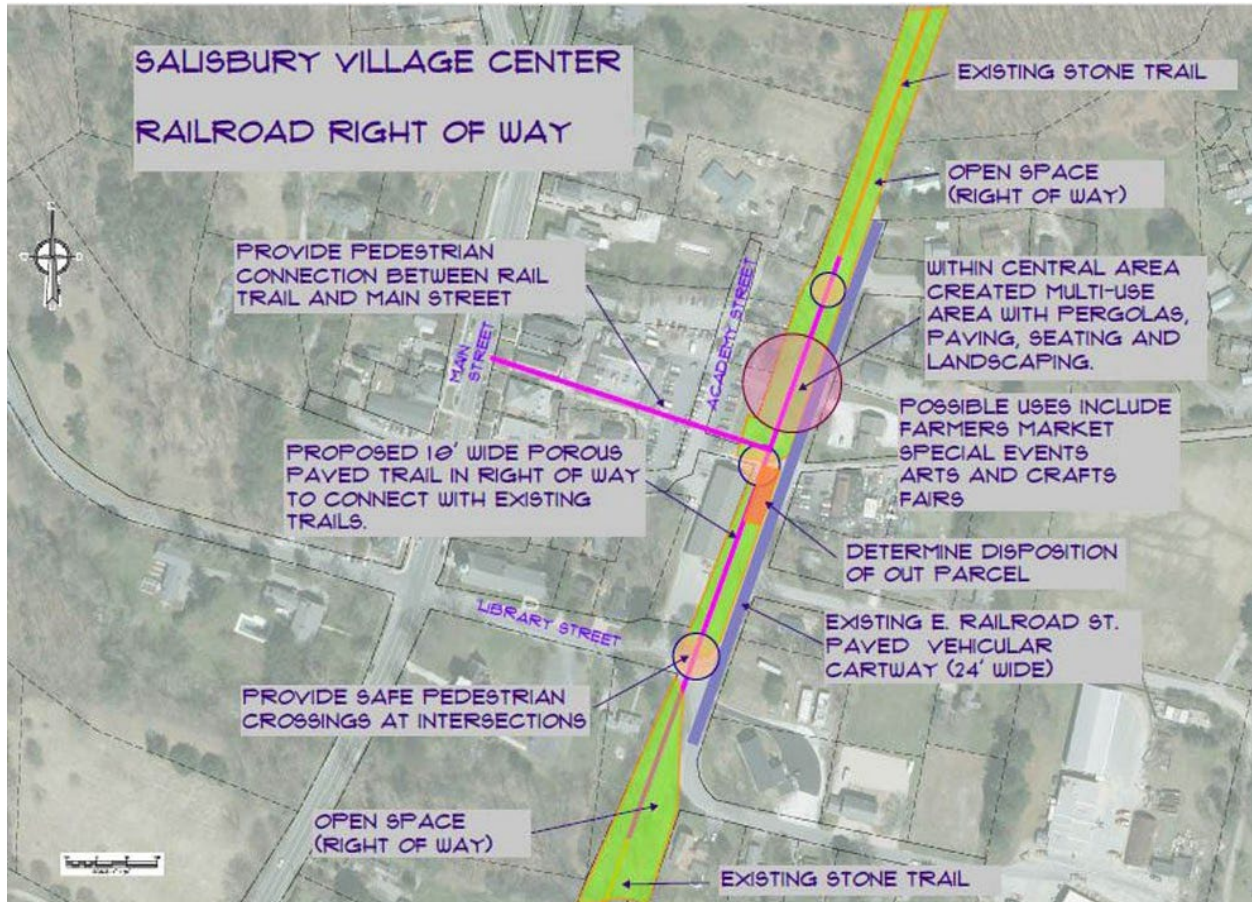 SALISBURY VILLAGE CENTER
RAILROAD RIGHT OF WAY
EXISTING STONE TRAIL
OPEN SPACE
(RIGHT OF WAY)
PROVIDE PEDESTRIAN
CONNECTION BETWEEN RAIL
TRAIL AND MAIN STREET
WITHIN CENTRAL AREA
CREATED MULTI-USE
AREA WITH PERGOLAS,
PAVING, SEATING AND
LANDSCAPING.
MAIN
STREET
ACADEMY STREET
POSSIBLE USES INCLUDE
FARMERS MARKET
SPECIAL EVENTS
ARTS AND CRAFTS
FAIRS
PROPOSED 10' WIDE POROUS
PAVED TRAIL IN RIGHT OF WAY
TO CONNECT WITH EXISTING
TRAILS.
DETERMINE DISPOSITION
OF OUT PARCEL
LIBRARY STREET
EXISTING E. RAILROAD ST.
PAVED VEHICULAR
CARTWAY (24' WIDE)
PROVIDE SAFE PEDESTRIAN
CROSSINGS AT INTERSECTIONS
OPEN SPACE
(RIGHT OF WAY)
EXISTING STONE TRAIL